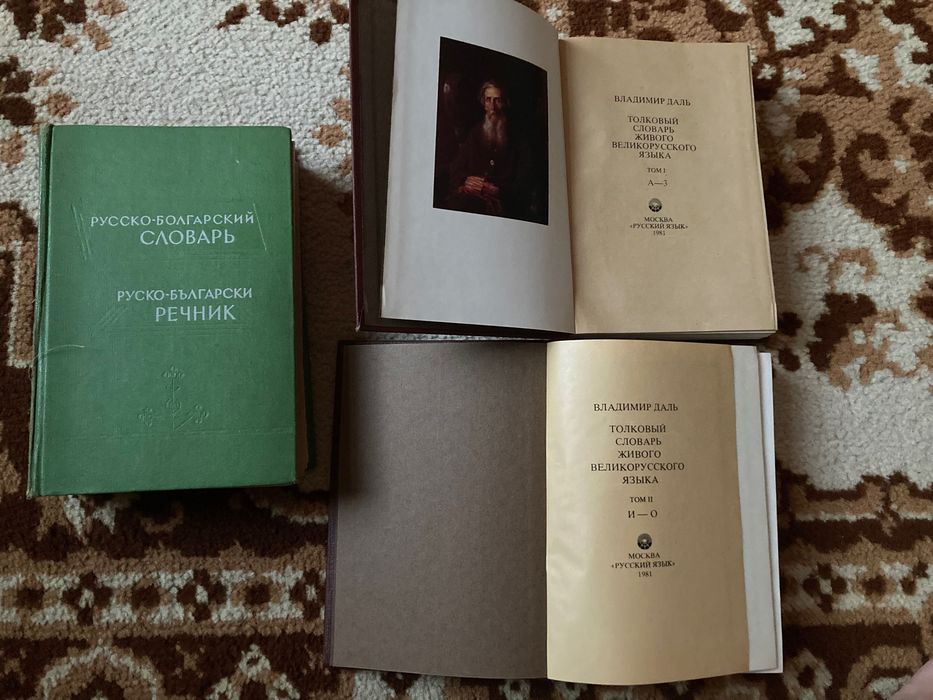 РУССКО-БОЛГАРСКИЙ
СЛОВАРЬ
РУСКО-БЪЛГАРСКИ
РЕЧНИК
ВЛАДИМИР ДАЛЬ
ТОЛКОВЫЙ
СЛОВАРЬ
ЖИВОГО
ВЕЛИКОРУССКОГО
ЯЗЫКА
ТОМ I
А—З
МОСКВА
«РУССКИЙ ЯЗЫК»
1981
ВЛАДИМИР ДАЛЬ
ТОЛКОВЫЙ
СЛОВАРЬ
ЖИВОГО
ВЕЛИКОРУССКОГО
ЯЗЫКА
ТОМ II
И—О
МОСКВА
«РУССКИЙ ЯЗЫК»
1981